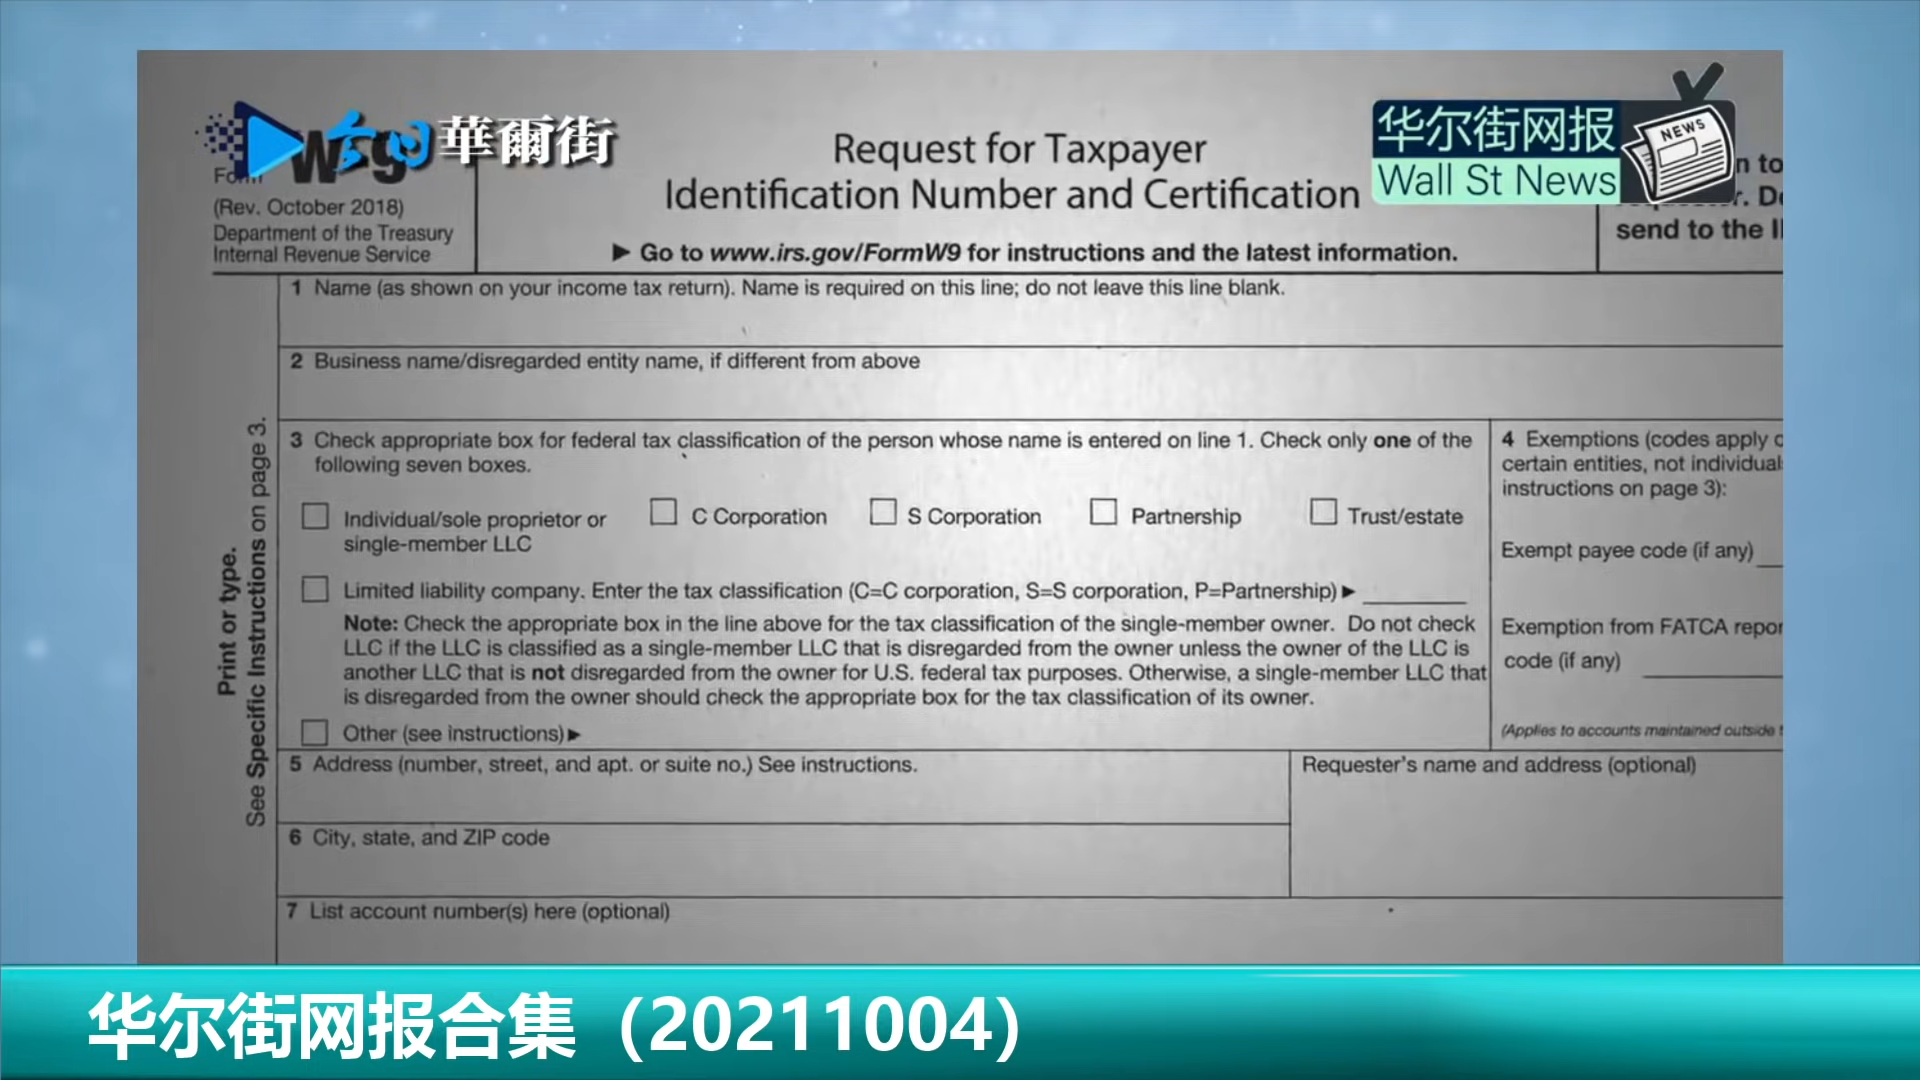 今日華爾街
W-9
(Rev. October 2018)
Department of the Treasury
Internal Revenue Service
Request for Taxpayer
Identification Number and Certification
▶ Go to www.irs.gov/FormW9 for instructions and the latest information.
华尔街网报
Wall St News
NEWS
send to the
Print or type.
See Specific Instructions on page 3.
1 Name (as shown on your income tax return). Name is required on this line; do not leave this line blank.
2 Business name/disregarded entity name, if different from above
3 Check appropriate box for federal tax classification of the person whose name is entered on line 1. Check only one of the
following seven boxes.
Individual/sole proprietor or
single-member LLC
C Corporation
S Corporation
Partnership
Trust/estate
Limited liability company. Enter the tax classification (C=C corporation, S=S corporation, P=Partnership) ▶
Note: Check the appropriate box in the line above for the tax classification of the single-member owner. Do not check
LLC if the LLC is classified as a single-member LLC that is disregarded from the owner unless the owner of the LLC is
another LLC that is not disregarded from the owner for U.S. federal tax purposes. Otherwise, a single-member LLC that
is disregarded from the owner should check the appropriate box for the tax classification of its owner.
Other (see instructions) ▶
4 Exemptions (codes apply
certain entities, not individual
instructions on page 3):
Exempt payee code (if any)
Exemption from FATCA repor
code (if any)
(Applies to accounts maintained outside
5 Address (number, street, and apt. or suite no.) See instructions.
Requester's name and address (optional)
6 City, state, and ZIP code
7 List account number(s) here (optional)
华尔街网报合集（20211004）